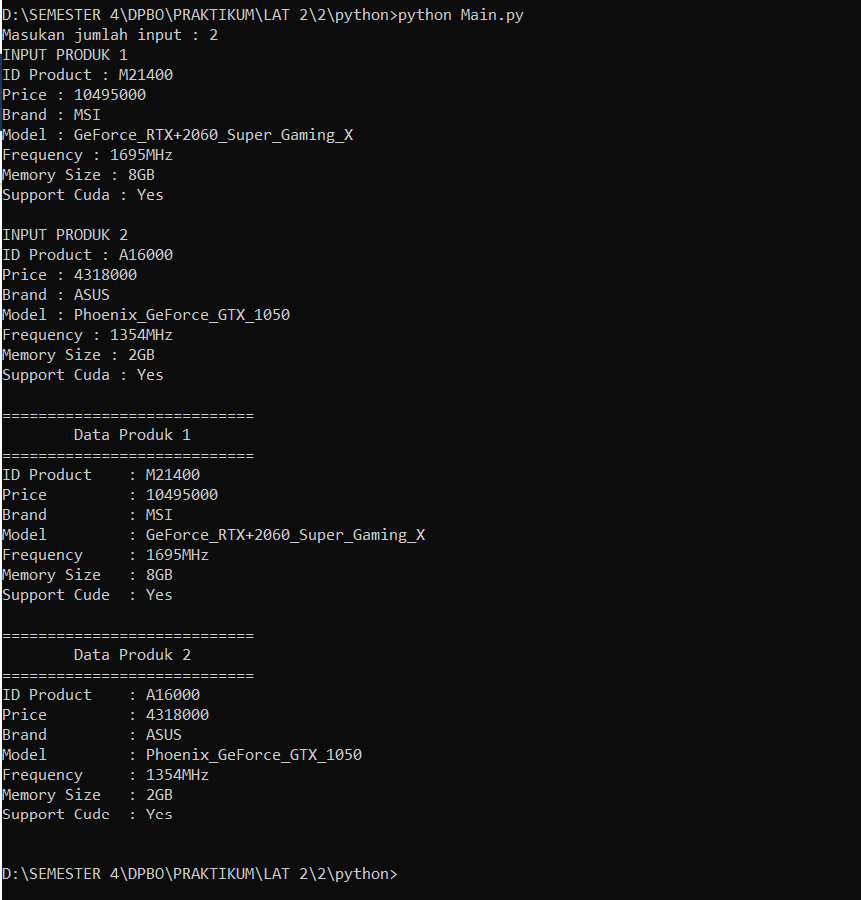 D:\SEMESTER 4\DPBO\PRAKTIKUM\LAT 2\2\python>python Main.py
Masukan jumlah input : 2
INPUT PRODUK 1
ID Product : M21400
Price : 10495000
Brand : MSI
Model : GeForce_RTX+2060_Super_Gaming_X
Frequency : 1695MHz
Memory Size : 8GB
Support Cuda : Yes

INPUT PRODUK 2
ID Product : A16000
Price : 4318000
Brand : ASUS
Model : Phoenix_GeForce_GTX_1050
Frequency : 1354MHz
Memory Size : 2GB
Support Cuda : Yes

============================
        Data Produk 1
============================
ID Product    : M21400
Price         : 10495000
Brand         : MSI
Model         : GeForce_RTX+2060_Super_Gaming_X
Frequency     : 1695MHz
Memory Size   : 8GB
Support Cude  : Yes

============================
        Data Produk 2
============================
ID Product    : A16000
Price         : 4318000
Brand         : ASUS
Model         : Phoenix_GeForce_GTX_1050
Frequency     : 1354MHz
Memory Size   : 2GB
Support Cude  : Yes

D:\SEMESTER 4\DPBO\PRAKTIKUM\LAT 2\2\python>